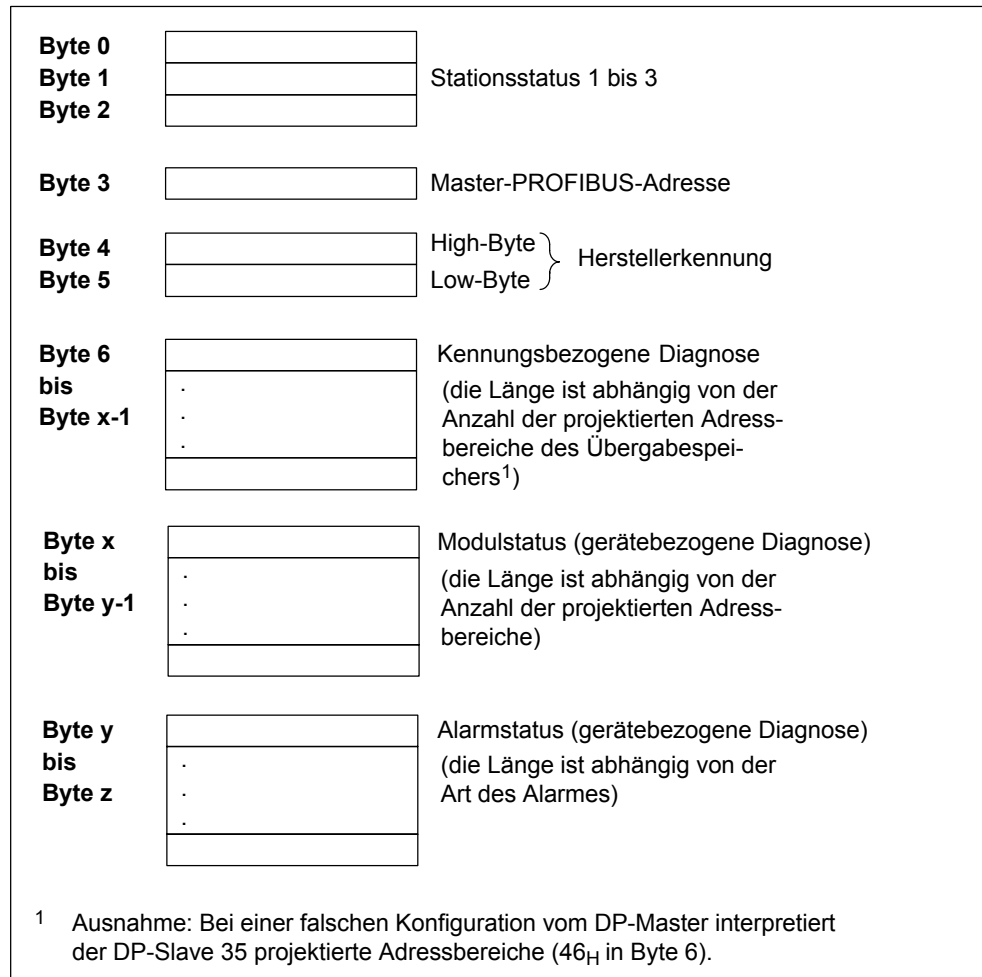 Byte 0
Byte 1 Stationsstatus 1 bis 3
Byte 2
Byte 3 Master-PROFIBUS-Adresse
Byte 4 High-Byte
Byte 5 Low-Byte
Herstellerkennung
Byte 6 Kennungsbezogene Diagnose
bis (die Länge ist abhängig von der
Byte x-1 Anzahl der projektierten Adress-
bereiche des Übergabespei-
chers1)
Byte x Modulstatus (gerätebezogene Diagnose)
bis (die Länge ist abhängig von der
Byte y-1 Anzahl der projektierten Adress-
bereiche)
Byte y Alarmstatus (gerätebezogene Diagnose)
bis (die Länge ist abhängig von der
Byte z Art des Alarmes)
1 Ausnahme: Bei einer falschen Konfiguration vom DP-Master interpretiert
der DP-Slave 35 projektierte Adressbereiche (46H in Byte 6).